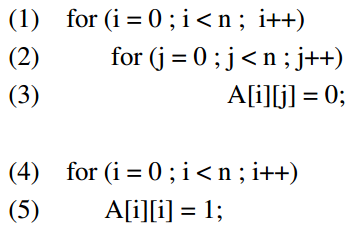 (1) for (i = 0 ; i < n ; i++)
(2) for (j = 0 ; j < n ; j++)
(3) A[i][j] = 0;
(4) for (i = 0 ; i < n ; i++)
(5) A[i][i] = 1;